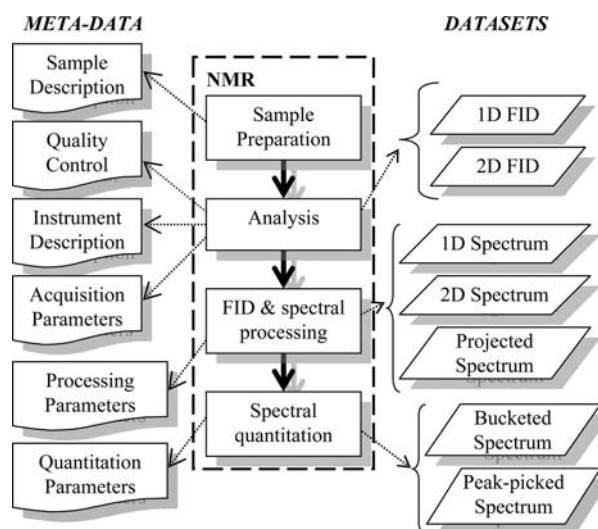 META-DATA
DATASETS
Sample
Description
Quality
Control
Instrument
Description
Acquisition
Parameters
Processing
Parameters
Quantitation
Parameters
NMR
Sample
Preparation
Analysis
FID & spectral
processing
Spectral
quantitation
1D FID
2D FID
1D Spectrum
2D Spectrum
Projected
Spectrum
Bucketed
Spectrum
Peak-picked
Spectrum